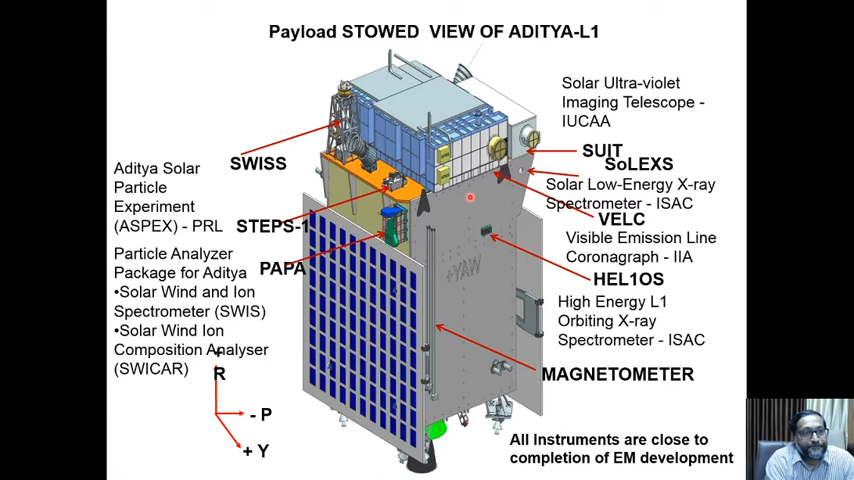 Payload STOWED VIEW OF ADITYA-L1
Solar Ultra-violet
Imaging Telescope -
IUCAA
SUIT
SoLEXS
Solar Low-Energy X-ray
Spectrometer - ISAC
VELC
Visible Emission Line
Coronagraph - IIA
HEL1OS
High Energy L1
Orbiting X-ray
Spectrometer - ISAC
MAGNETOMETER
SWISS
Aditya Solar
Particle
Experiment
(ASPEX) - PRL
STEPS-1
Particle Analyzer
Package for Aditya
PAPA
•Solar Wind and Ion
Spectrometer (SWIS)
•Solar Wind Ion
Composition Analyser
(SWICAR)
+YAW
+
R
- P
+ Y
All Instruments are close to
completion of EM development